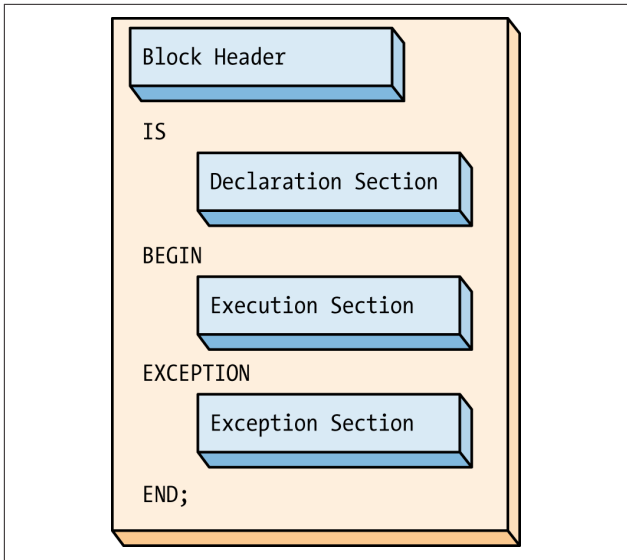 Block Header
IS
Declaration Section
BEGIN
Execution Section
EXCEPTION
Exception Section
END;